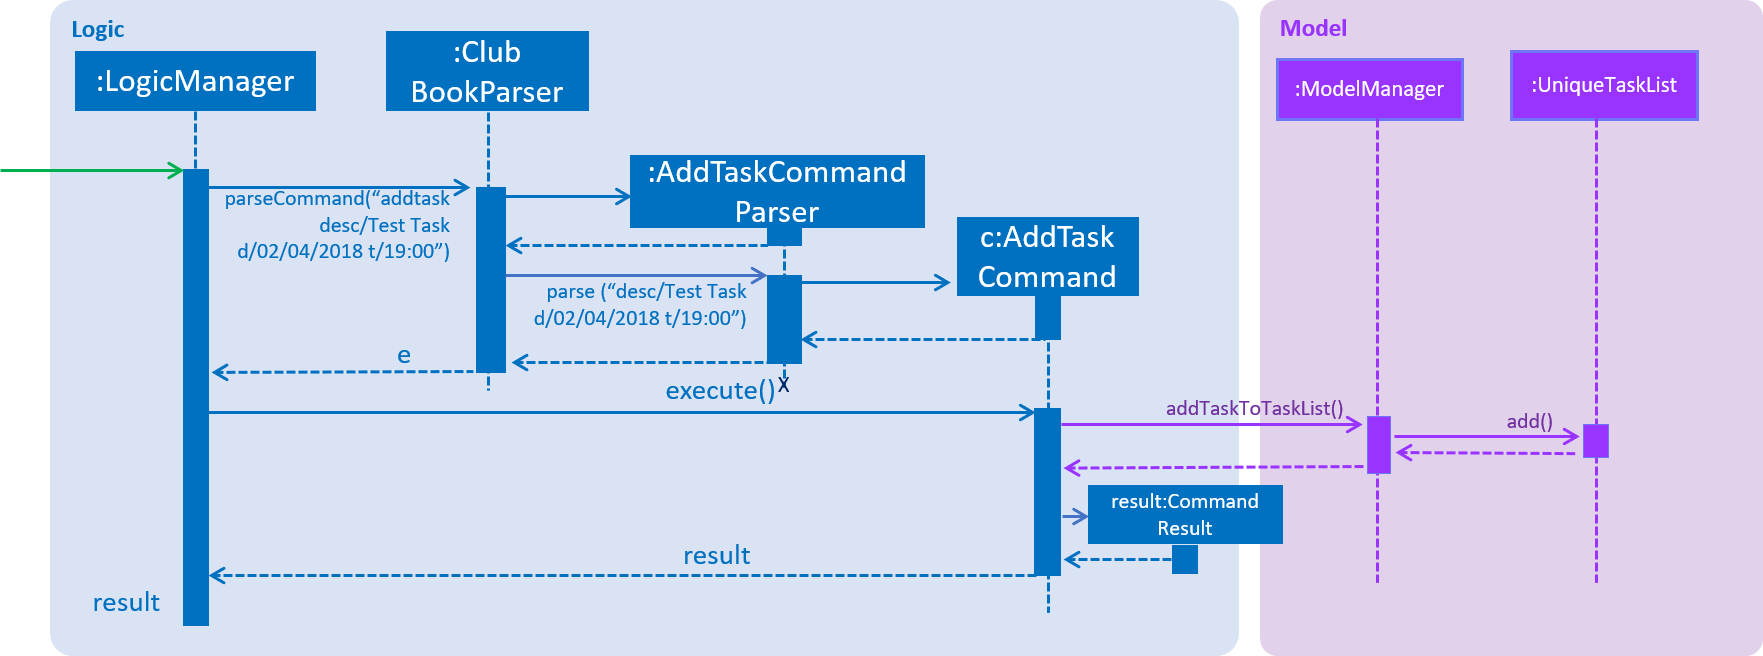 Logic
Model
:LogicManager
:Club
BookParser
:ModelManager
:UniqueTaskList
:AddTaskCommand
Parser
parseCommand(“addtask
desc/Test Task
d/02/04/2018 t/19:00”)
c:AddTask
Command
parse (“desc/Test Task
d/02/04/2018 t/19:00”)
e
execute()
X
addTaskToTaskList()
add()
result:Command
Result
result
result